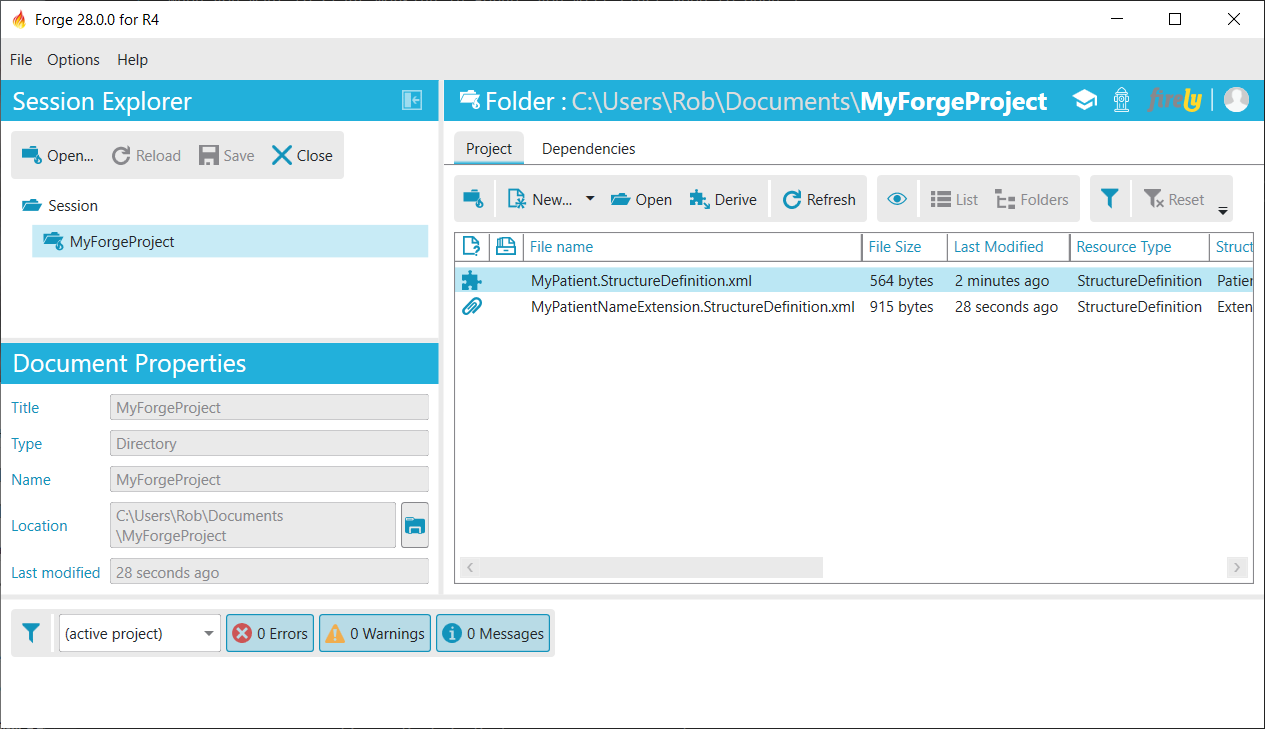 Forge 28.0.0 for R4
File Options Help
Session Explorer
Open... Reload Save Close
Session
MyForgeProject
Folder : C:\Users\Rob\Documents\MyForgeProject firely
Project Dependencies
New... Open Derive Refresh List Folders Reset
File name File Size Last Modified Resource Type Struct
MyPatient.StructureDefinition.xml 564 bytes 2 minutes ago StructureDefinition Patier
MyPatientNameExtension.StructureDefinition.xml 915 bytes 28 seconds ago StructureDefinition Exten
Document Properties
Title MyForgeProject
Type Directory
Name MyForgeProject
Location C:\Users\Rob\Documents
\MyForgeProject
Last modified 28 seconds ago
(active project) 0 Errors 0 Warnings 0 Messages